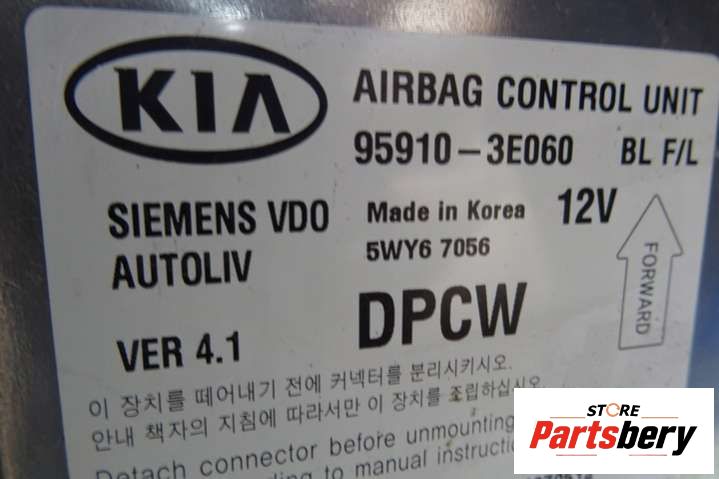 KIA
AIRBAG CONTROL UNIT
95910-3E060 BL F/L
SIEMENS VDO
AUTOLIV
Made in Korea 12V
5WY6 7056
FORWARD
VER 4.1
DPCW
이 장치를 떼어내기 전에 커넥터를 분리시키시오.
안내 책자의 지침에 따라서만 이 장치를 조립하십시오
Detach connector before unmounting
to manual instruction
STORE
Partsbery